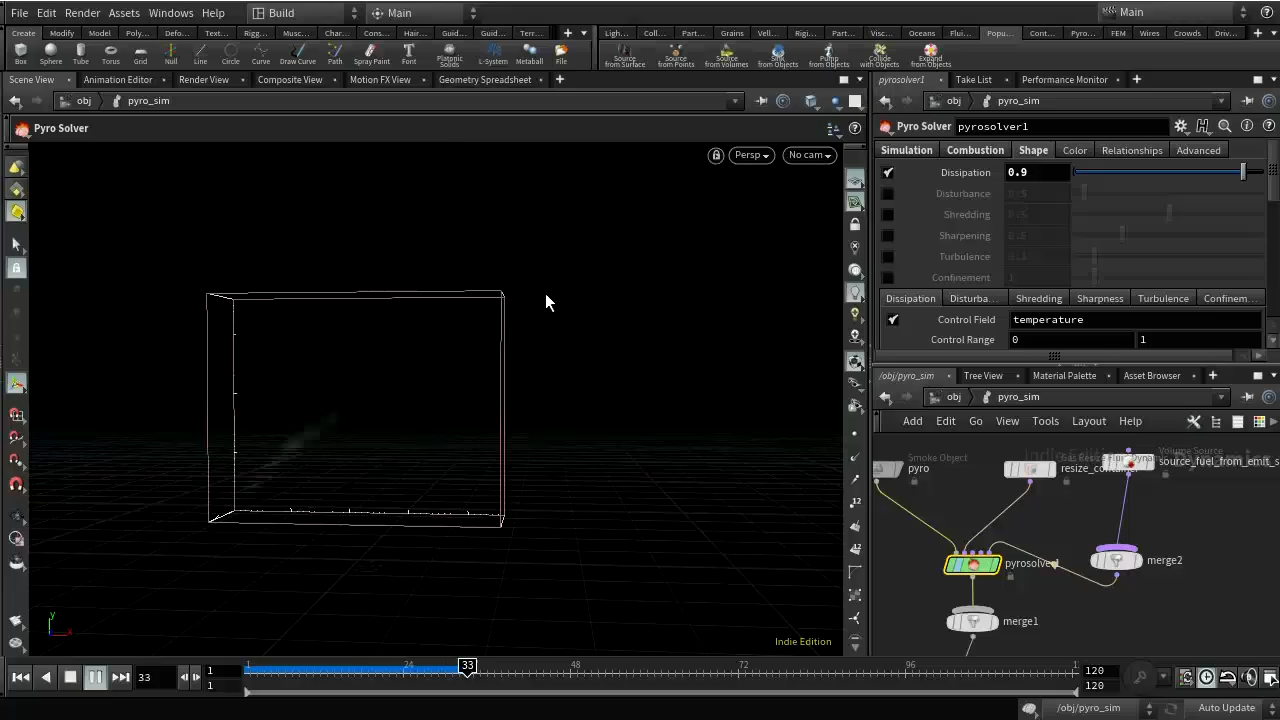 File Edit Render Assets Windows Help Build Main Main
Create Modify Model Poly... Defo... Text... Rigg... Musc... Char... Cons... Hair... Guid... Guid... Terr... Ligh... Coll... Part... Grains Vell... Rigi... Part... Visc... Oceans Flui... Popu... Cont... Pyro... FEM Wires Crowds Driv...
Box Sphere Tube Torus Grid Null Line Circle Curve Draw Curve Path Spray Paint Font Platonic Solids L-System Metaball File Source from Surface Source from Points Source from Volumes Sink from Objects Pump from Objects Collide with Objects Expand from Objects
Scene View Animation Editor Render View Composite View Motion FX View Geometry Spreadsheet pyrosolver1 Take List Performance Monitor
obj pyro_sim obj pyro_sim
Pyro Solver Pyro Solver pyrosolver1
Persp No cam
Simulation Combustion Shape Color Relationships Advanced
Dissipation 0.9
Disturbance
Shredding
Sharpening
Turbulence
Confinement 1
Dissipation Disturba... Shredding Sharpness Turbulence Confinem...
Control Field temperature
Control Range 0 1
/obj/pyro_sim Tree View Material Palette Asset Browser
obj pyro_sim
Add Edit Go View Tools Layout Help
Smoke Object
pyro
resize_container
Volume Source
source_fuel_from_emit_s
pyrosolver1
merge2
merge1
x
y
Indie Edition
33 1 1 24 33 48 72 96 1 120
1 120
/obj/pyro_sim Auto Update